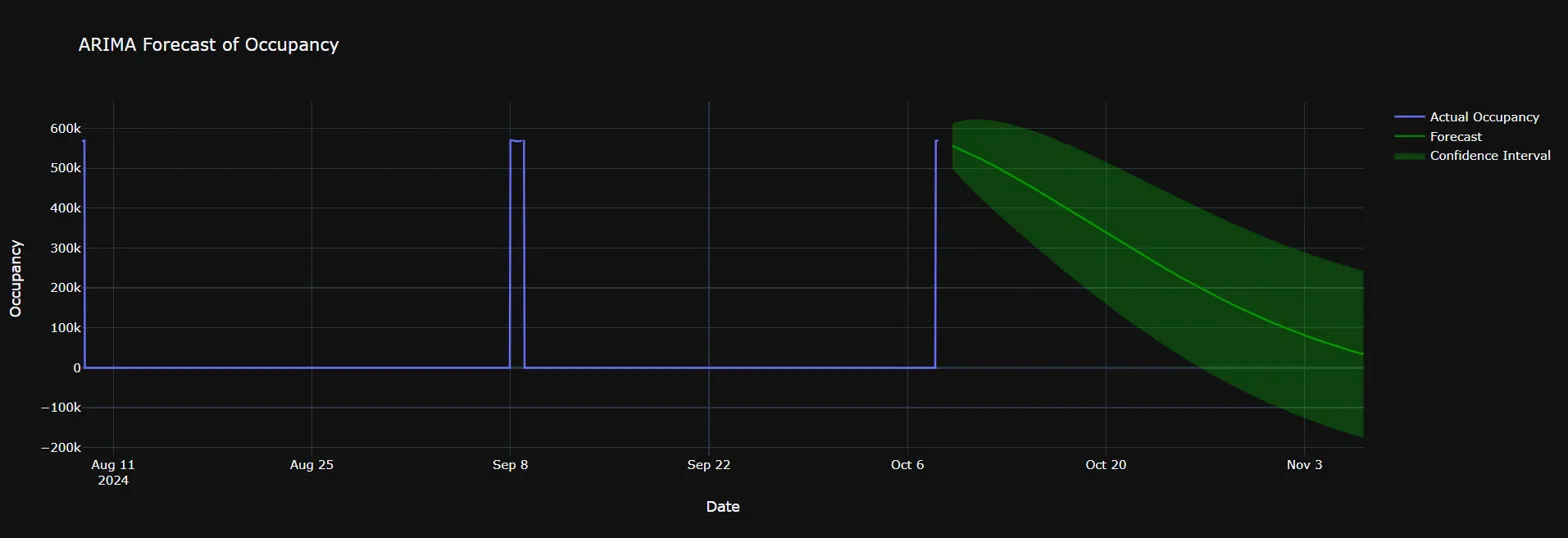 ARIMA Forecast of Occupancy
Actual Occupancy
Forecast
Confidence Interval
Occupancy
600k
500k
400k
300k
200k
100k
0
−100k
−200k
Aug 11
2024
Aug 25
Sep 8
Sep 22
Oct 6
Oct 20
Nov 3
Date